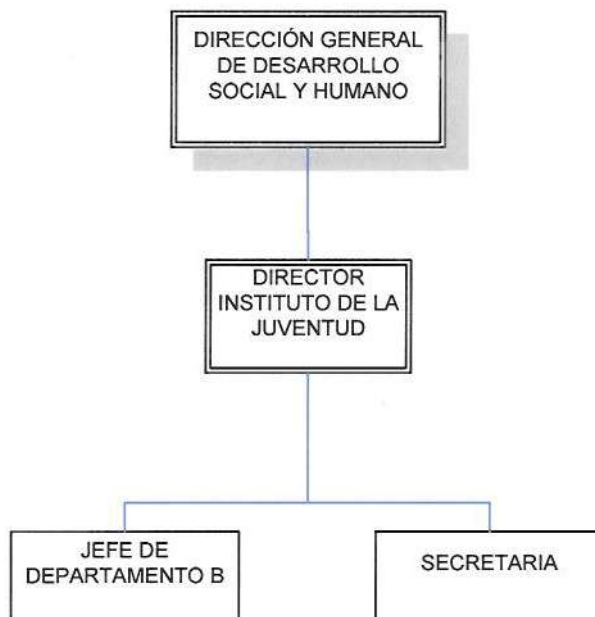 DIRECCIÓN GENERAL
DE DESARROLLO
SOCIAL Y HUMANO
DIRECTOR
INSTITUTO DE LA
JUVENTUD
JEFE DE
DEPARTAMENTO B
SECRETARIA